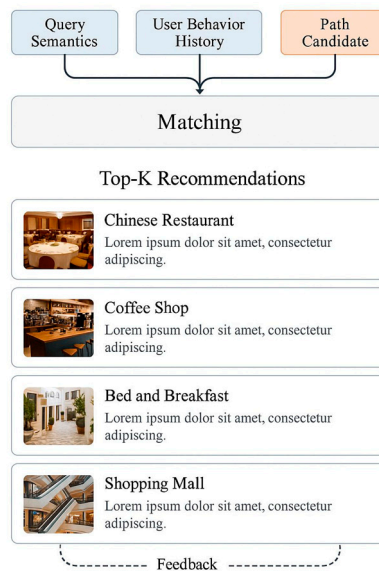 Query
Semantics
User Behavior
History
Path
Candidate
Matching
Top-K Recommendations
Chinese Restaurant
Lorem ipsum dolor sit amet, consectetur
adipiscing.
Coffee Shop
Lorem ipsum dolor sit amet, consectetur
adipiscing.
Bed and Breakfast
Lorem ipsum dolor sit amet, consectetur
adipiscing.
Shopping Mall
Lorem ipsum dolor sit amet, consectetur
adipiscing.
Feedback